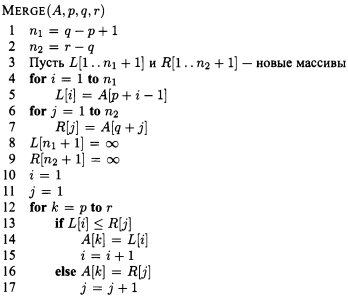 MERGE(A, p, q, r)
1 n₁ = q − p + 1
2 n₂ = r − q
3 Пусть L[1 . . n₁ + 1] и R[1 . . n₂ + 1] — новые массивы
4 for i = 1 to n₁
5 L[i] = A[p + i − 1]
6 for j = 1 to n₂
7 R[j] = A[q + j]
8 L[n₁ + 1] = ∞
9 R[n₂ + 1] = ∞
10 i = 1
11 j = 1
12 for k = p to r
13 if L[i] ≤ R[j]
14 A[k] = L[i]
15 i = i + 1
16 else A[k] = R[j]
17 j = j + 1